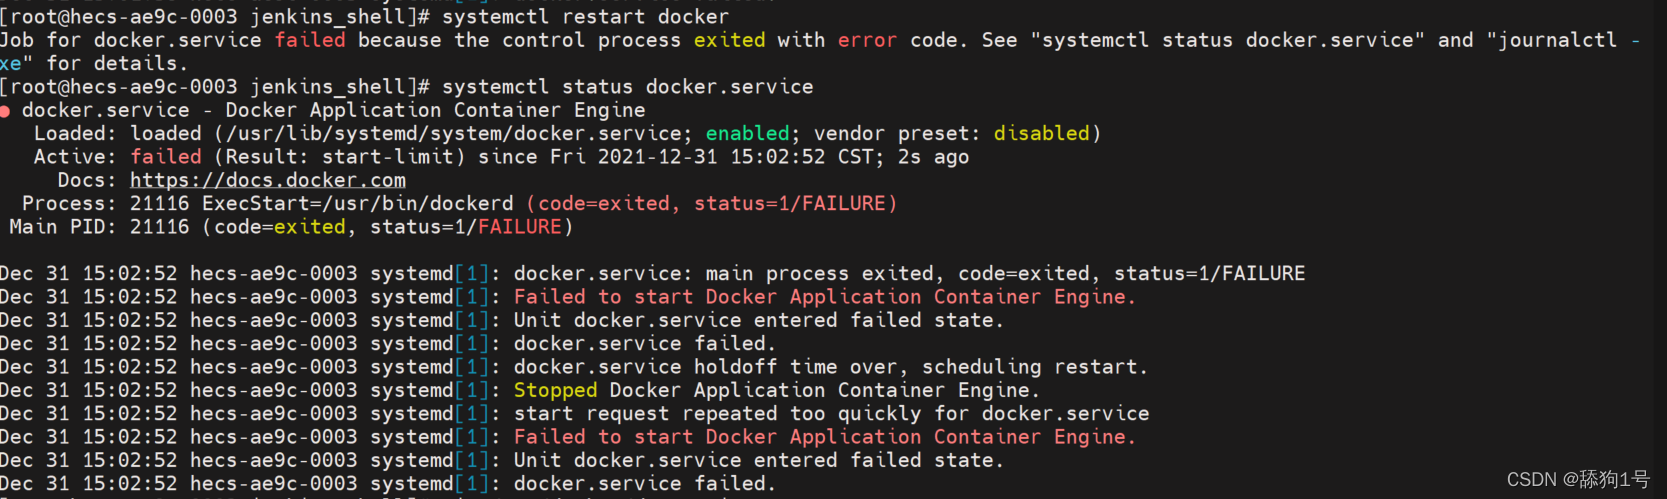 [root@hecs-ae9c-0003 jenkins_shell]# systemctl restart docker
Job for docker.service failed because the control process exited with error code. See "systemctl status docker.service" and "journalctl -
xe" for details.
[root@hecs-ae9c-0003 jenkins_shell]# systemctl status docker.service
● docker.service - Docker Application Container Engine
Loaded: loaded (/usr/lib/systemd/system/docker.service; enabled; vendor preset: disabled)
Active: failed (Result: start-limit) since Fri 2021-12-31 15:02:52 CST; 2s ago
Docs: https://docs.docker.com
Process: 21116 ExecStart=/usr/bin/dockerd (code=exited, status=1/FAILURE)
Main PID: 21116 (code=exited, status=1/FAILURE)
Dec 31 15:02:52 hecs-ae9c-0003 systemd[1]: docker.service: main process exited, code=exited, status=1/FAILURE
Dec 31 15:02:52 hecs-ae9c-0003 systemd[1]: Failed to start Docker Application Container Engine.
Dec 31 15:02:52 hecs-ae9c-0003 systemd[1]: Unit docker.service entered failed state.
Dec 31 15:02:52 hecs-ae9c-0003 systemd[1]: docker.service failed.
Dec 31 15:02:52 hecs-ae9c-0003 systemd[1]: docker.service holdoff time over, scheduling restart.
Dec 31 15:02:52 hecs-ae9c-0003 systemd[1]: Stopped Docker Application Container Engine.
Dec 31 15:02:52 hecs-ae9c-0003 systemd[1]: start request repeated too quickly for docker.service
Dec 31 15:02:52 hecs-ae9c-0003 systemd[1]: Failed to start Docker Application Container Engine.
Dec 31 15:02:52 hecs-ae9c-0003 systemd[1]: Unit docker.service entered failed state.
Dec 31 15:02:52 hecs-ae9c-0003 systemd[1]: docker.service failed.
CSDN @舔狗1号